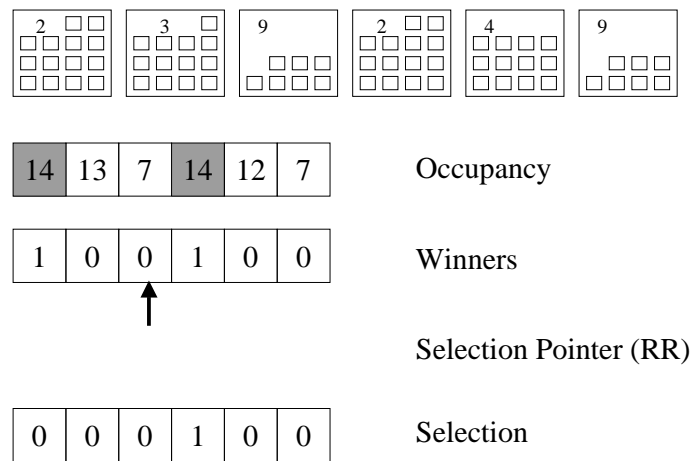 2 3 9 2 4 9
14 13 7 14 12 7 Occupancy
1 0 0 1 0 0 Winners
Selection Pointer (RR)
0 0 0 1 0 0 Selection